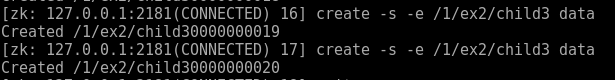 [zk: 127.0.0.1:2181(CONNECTED) 16] create -s -e /1/ex2/child3 data
Created /1/ex2/child30000000019
[zk: 127.0.0.1:2181(CONNECTED) 17] create -s -e /1/ex2/child3 data
Created /1/ex2/child30000000020